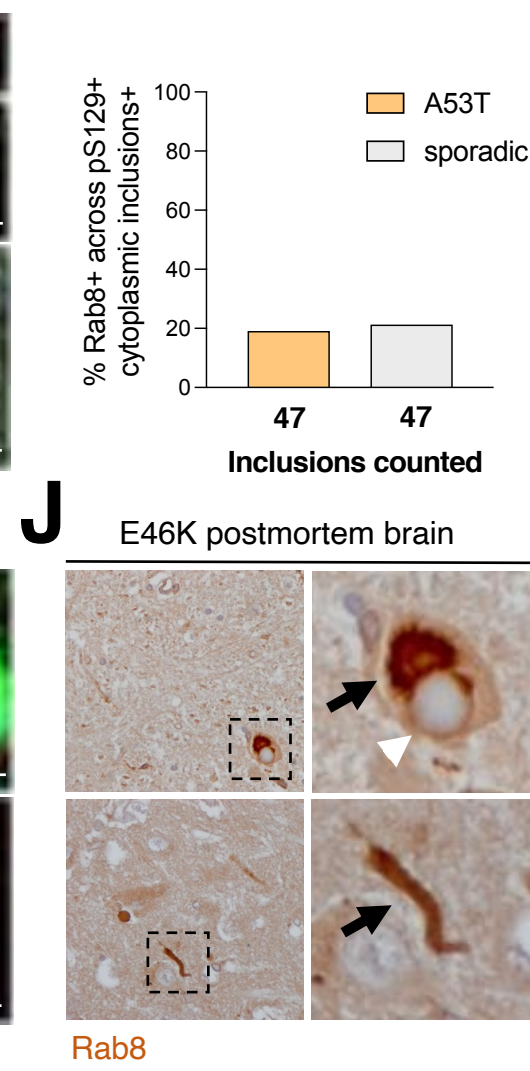 % Rab8+ across pS129+
cytoplasmic inclusions+
100
80
60
40
20
0
A53T
sporadic
47
47
Inclusions counted
J
E46K postmortem brain
Rab8